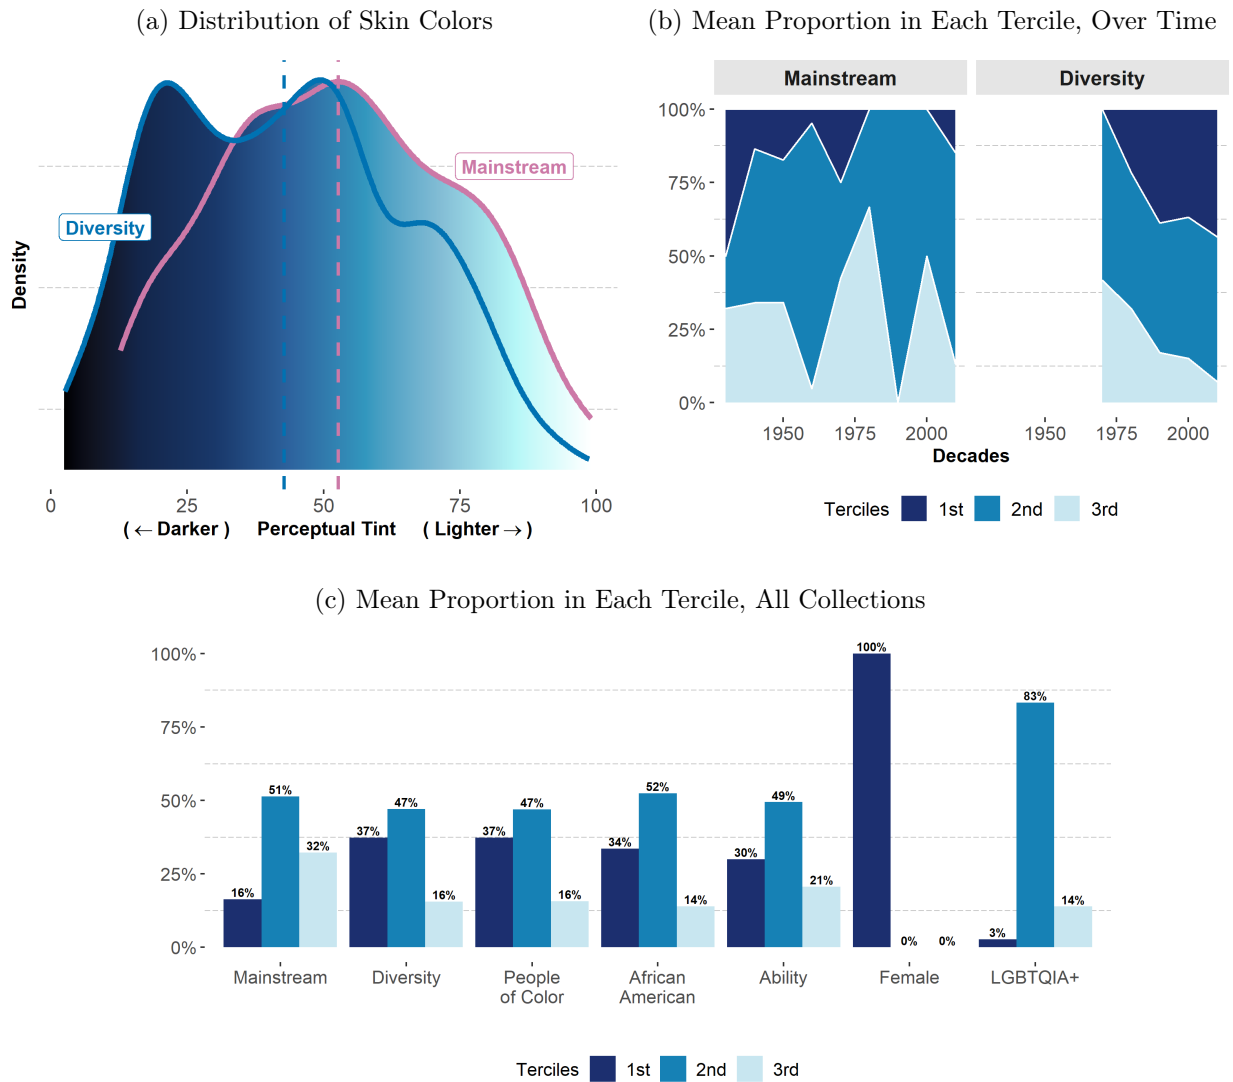 (a) Distribution of Skin Colors
Density
Diversity
Mainstream
0 25 50 75 100
( ← Darker ) Perceptual Tint ( Lighter → )
(b) Mean Proportion in Each Tercile, Over Time
Mainstream Diversity
100%
75%
50%
25%
0%
1950 1975 2000 1950 1975 2000
Decades
Terciles 1st 2nd 3rd
(c) Mean Proportion in Each Tercile, All Collections
100%
75%
50%
25%
0%
16% 51% 32%
37% 47% 16%
37% 47% 16%
34% 52% 14%
30% 49% 21%
100% 0% 0%
3% 83% 14%
Mainstream Diversity People African Ability Female LGBTQIA+
of Color American
Terciles 1st 2nd 3rd